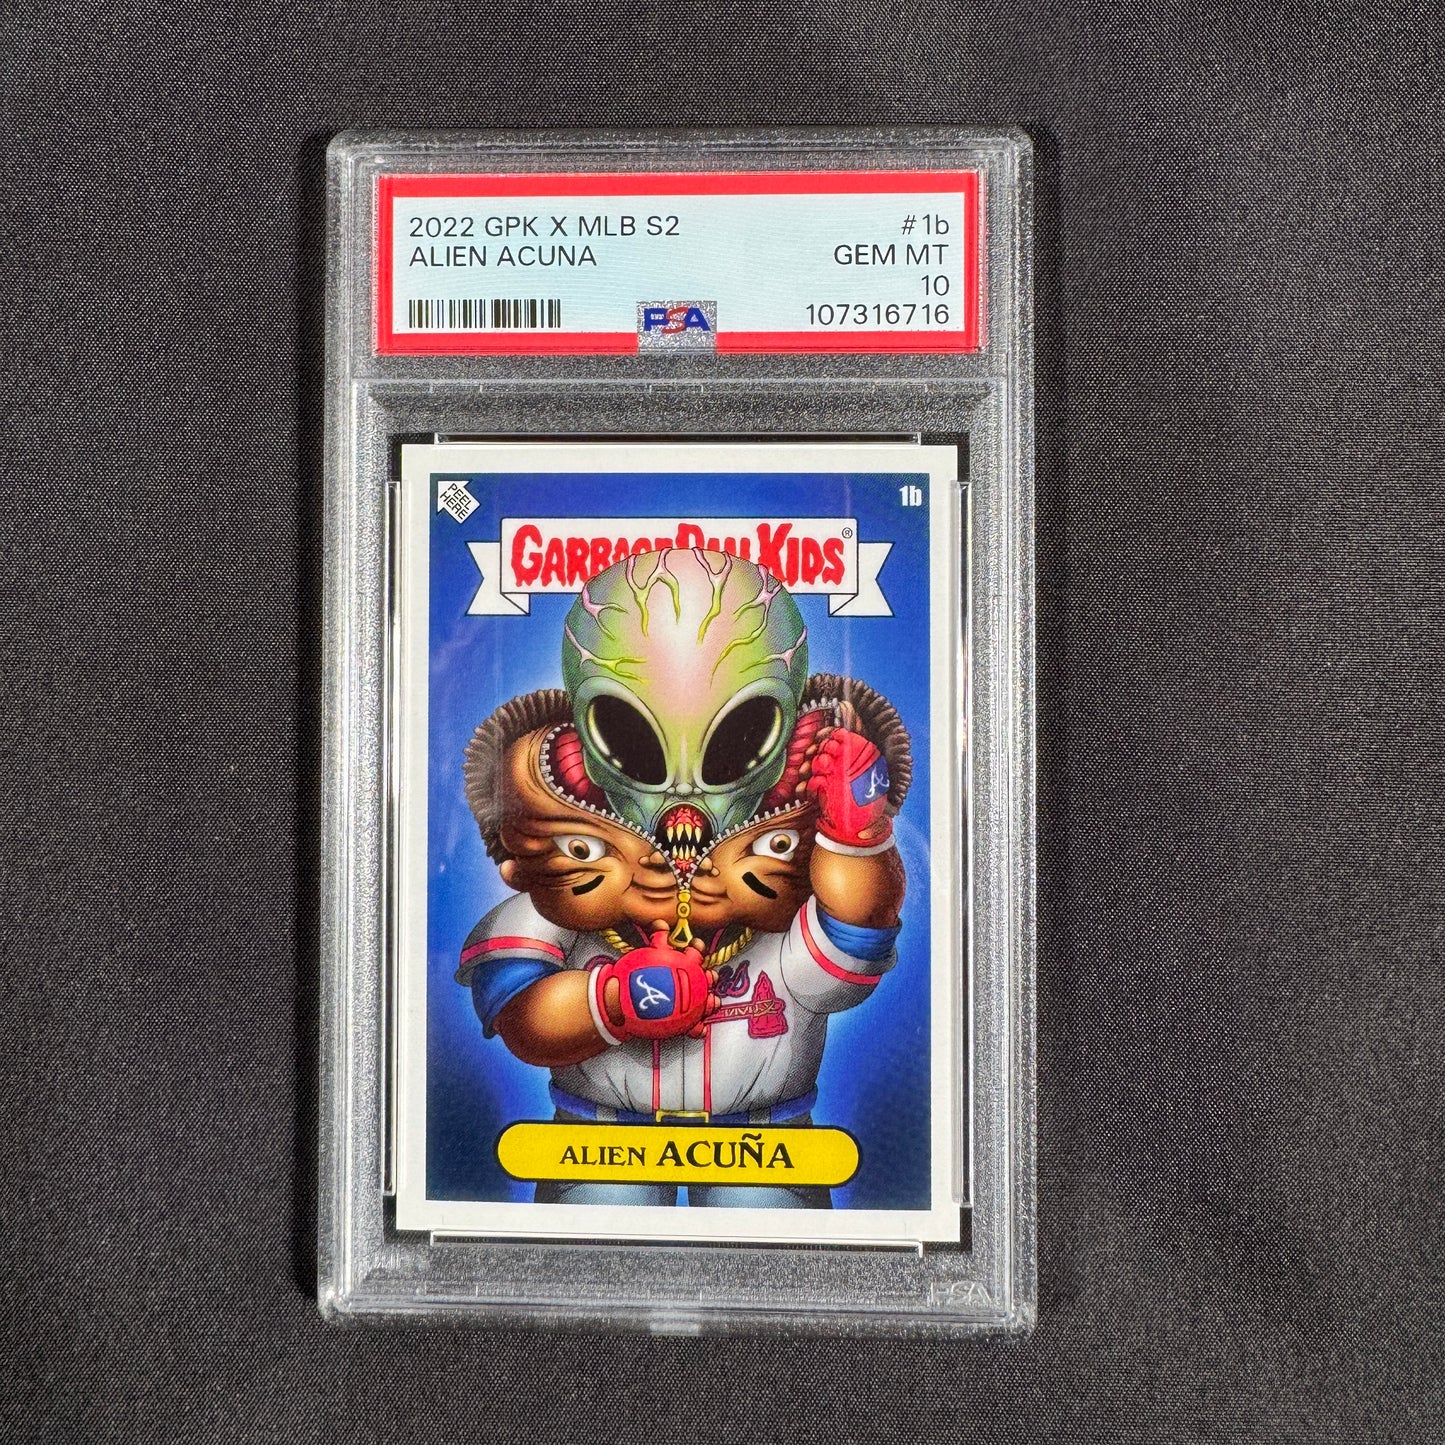 2022 GPK X MLB S2 #1b
ALIEN ACUNA GEM MT
10
PSA 107316716
PEEL HERE
1b
GARBAGE PAIL KIDS®
A
A
ALIEN ACUÑA
PSA